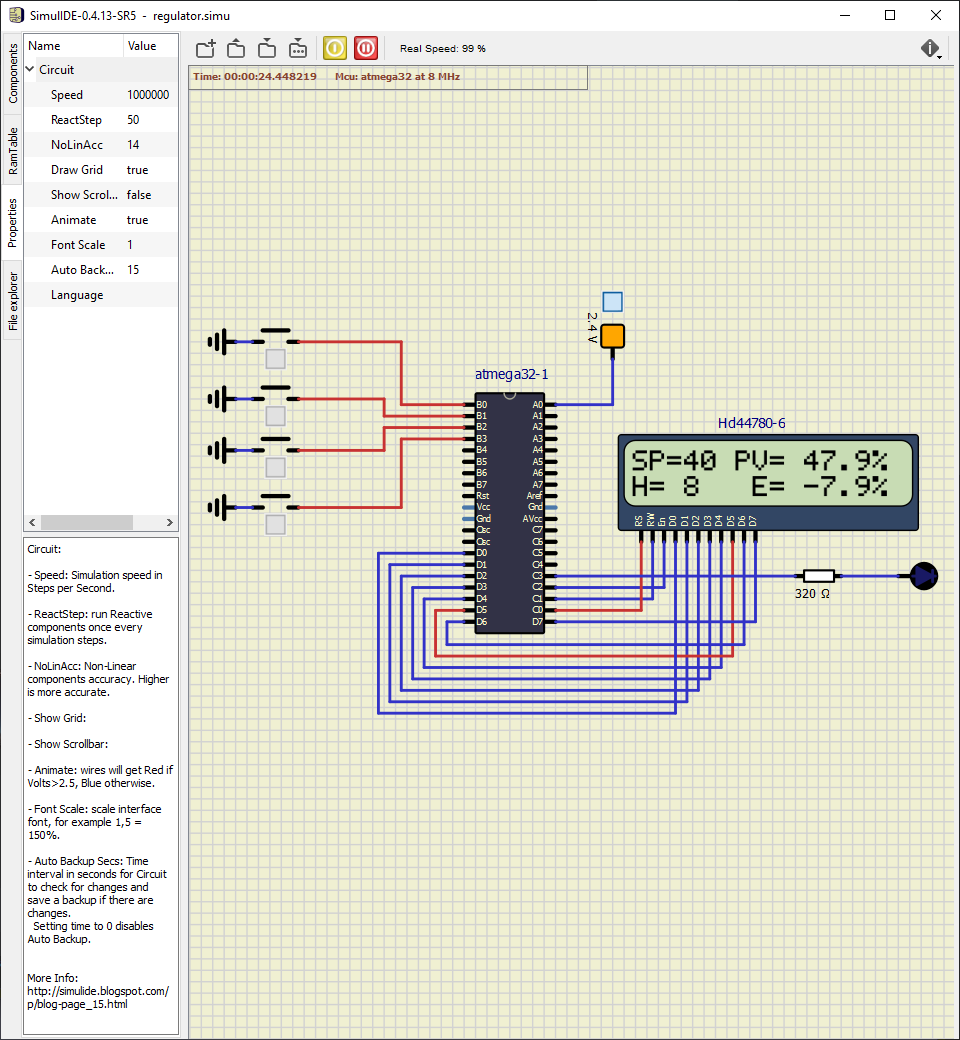 SimulIDE-0.4.13-SR5 - regulator.simu
Components
RamTable
Properties
File explorer
Name Value
Circuit
Speed 1000000
ReactStep 50
NoLinAcc 14
Draw Grid true
Show Scrol... false
Animate true
Font Scale 1
Auto Back... 15
Language
Circuit:
- Speed: Simulation speed in
Steps per Second.
- ReactStep: run Reactive
components once every
simulation steps.
- NoLinAcc: Non-Linear
components accuracy. Higher
is more accurate.
- Show Grid:
- Show Scrollbar:
- Animate: wires will get Red if
Volts>2.5, Blue otherwise.
- Font Scale: scale interface
font, for example 1,5 =
150%.
- Auto Backup Secs: Time
interval in seconds for Circuit
to check for changes and
save a backup if there are
changes.
Setting time to 0 disables
Auto Backup.
More Info:
http://simulide.blogspot.com/
p/blog-page_15.html
Real Speed: 99 %
Time: 00:00:24.448219 Mcu: atmega32 at 8 MHz
2.4 V
atmega32-1
B0 A0
B1 A1
B2 A2
B3 A3
B4 A4
B5 A5
B6 A6
B7 A7
Rst Aref
Vcc Gnd
Gnd AVcc
Osc C7
Osc C6
D0 C5
D1 C4
D2 C3
D3 C2
D4 C1
D5 C0
D6 D7
Hd44780-6
SP=40 PV= 47.9%
H= 8 E= -7.9%
RS RW En D0 D1 D2 D3 D4 D5 D6 D7
320 Ω